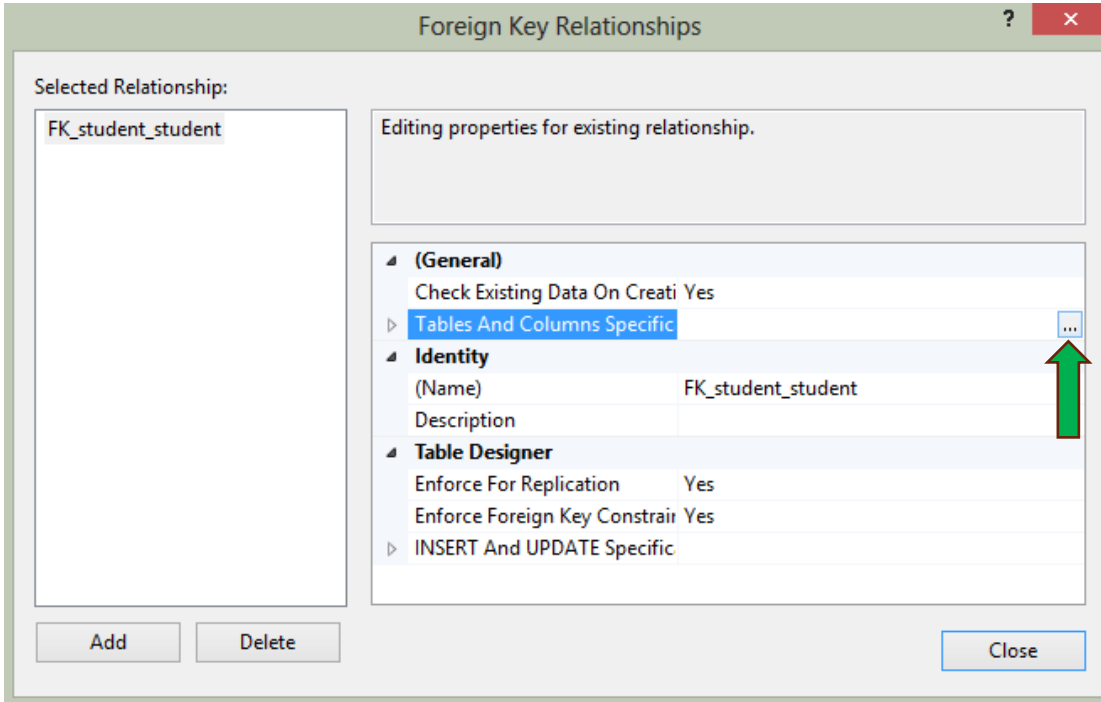 Foreign Key Relationships
?
Selected Relationship:
FK_student_student
Editing properties for existing relationship.
(General)
Check Existing Data On Creati Yes
Tables And Columns Specific
...
Identity
(Name) FK_student_student
Description
Table Designer
Enforce For Replication Yes
Enforce Foreign Key Constrair Yes
INSERT And UPDATE Specific
Add Delete
Close